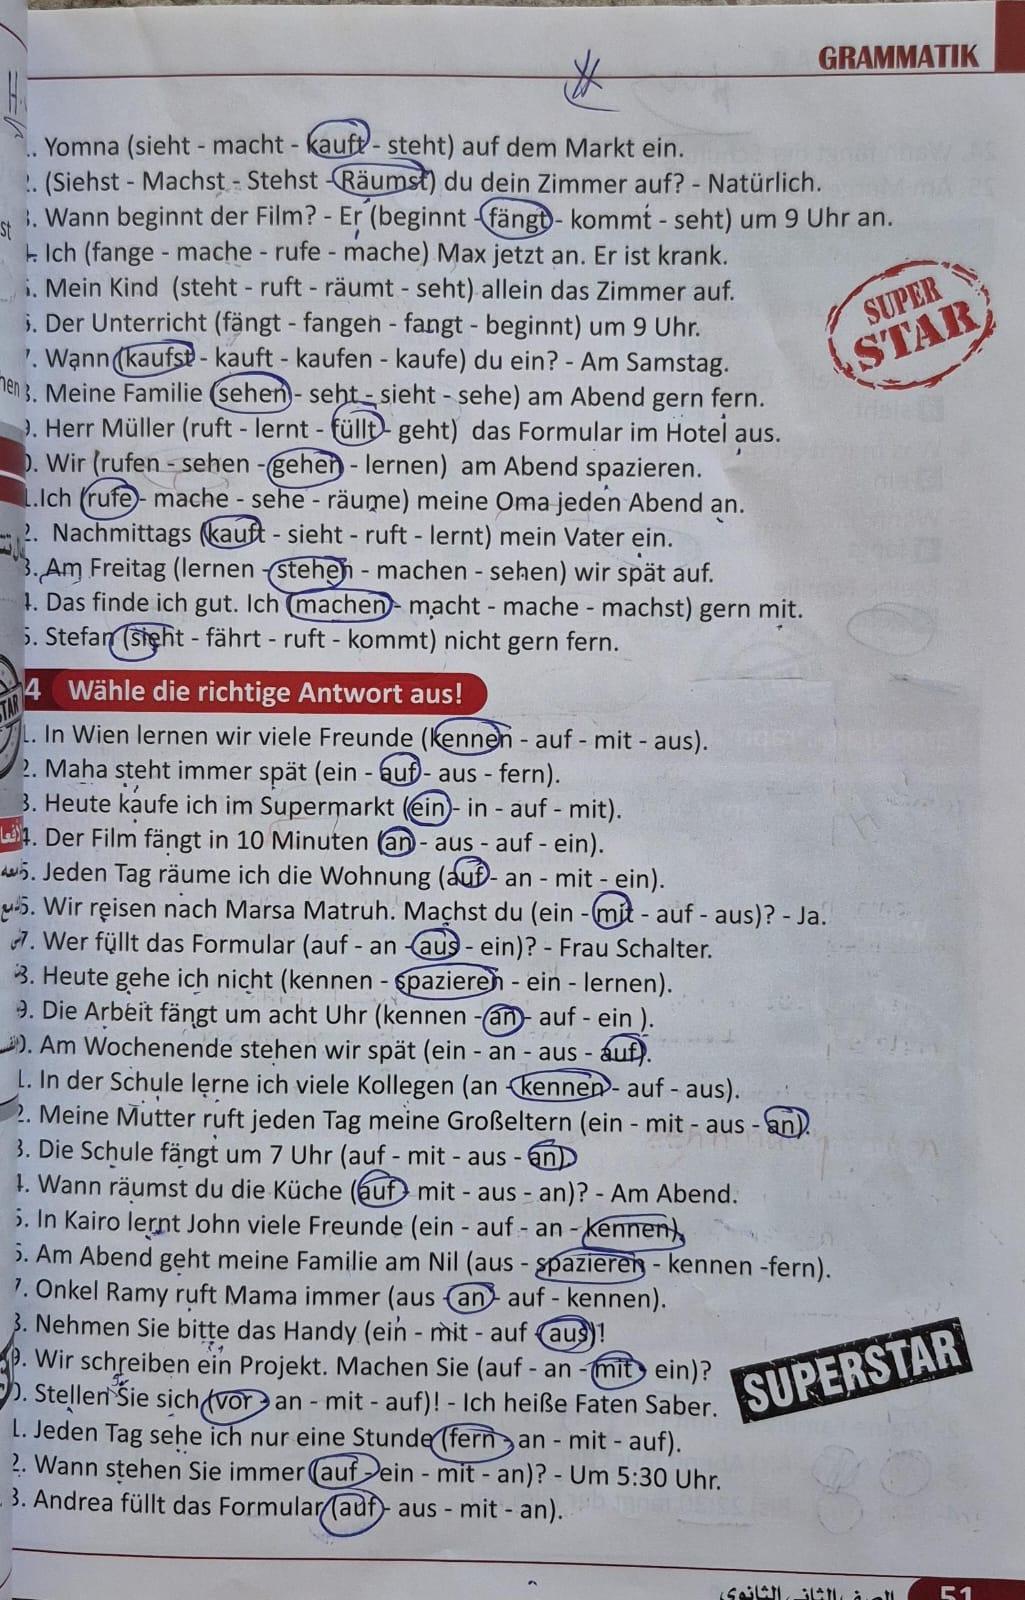 GRAMMATIK
. Yomna (sieht - macht - kauft - steht) auf dem Markt ein.
. (Siehst - Machst - Stehst - Räumst) du dein Zimmer auf? - Natürlich.
. Wann beginnt der Film? - Er (beginnt - fängt - kommt - seht) um 9 Uhr an.
. Ich (fange - mache - rufe - mache) Max jetzt an. Er ist krank.
. Mein Kind (steht - ruft - räumt - seht) allein das Zimmer auf.
. Der Unterricht (fängt - fangen - fangt - beginnt) um 9 Uhr.
. Wann (kaufst - kauft - kaufen - kaufe) du ein? - Am Samstag.
. Meine Familie (sehen - seht - sieht - sehe) am Abend gern fern.
. Herr Müller (ruft - lernt - füllt - geht) das Formular im Hotel aus.
. Wir (rufen - sehen - gehen - lernen) am Abend spazieren.
.Ich (rufe - mache - sehe - räume) meine Oma jeden Abend an.
. Nachmittags (kauft - sieht - ruft - lernt) mein Vater ein.
. Am Freitag (lernen - stehen - machen - sehen) wir spät auf.
. Das finde ich gut. Ich (machen - macht - mache - machst) gern mit.
. Stefan (sieht - fährt - ruft - kommt) nicht gern fern.
4 Wähle die richtige Antwort aus!
. In Wien lernen wir viele Freunde (kennen - auf - mit - aus).
2. Maha steht immer spät (ein - auf - aus - fern).
3. Heute kaufe ich im Supermarkt (ein - in - auf - mit).
4. Der Film fängt in 10 Minuten (an - aus - auf - ein).
5. Jeden Tag räume ich die Wohnung (auf - an - mit - ein).
. Wir reisen nach Marsa Matruh. Machst du (ein - mit - auf - aus)? - Ja.
7. Wer füllt das Formular (auf - an - aus - ein)? - Frau Schalter.
. Heute gehe ich nicht (kennen - spazieren - ein - lernen).
9. Die Arbeit fängt um acht Uhr (kennen - an - auf - ein ).
. Am Wochenende stehen wir spät (ein - an - aus - auf).
. In der Schule lerne ich viele Kollegen (an - kennen - auf - aus).
2. Meine Mutter ruft jeden Tag meine Großeltern (ein - mit - aus - an).
3. Die Schule fängt um 7 Uhr (auf - mit - aus - an).
. Wann räumst du die Küche (auf - mit - aus - an)? - Am Abend.
5. In Kairo lernt John viele Freunde (ein - auf - an - kennen).
. Am Abend geht meine Familie am Nil (aus - spazieren - kennen -fern).
7. Onkel Ramy ruft Mama immer (aus - an - auf - kennen).
. Nehmen Sie bitte das Handy (ein - mit - auf - aus)!
9. Wir schreiben ein Projekt. Machen Sie (auf - an - mit - ein)?
. Stellen Sie sich (vor - an - mit - auf)! - Ich heiße Faten Saber.
. Jeden Tag sehe ich nur eine Stunde (fern - an - mit - auf).
2. Wann stehen Sie immer (auf - ein - mit - an)? - Um 5:30 Uhr.
3. Andrea füllt das Formular (auf - aus - mit - an).
SUPER
STAR
SUPERSTAR
الصف الثاني الثانوي
51